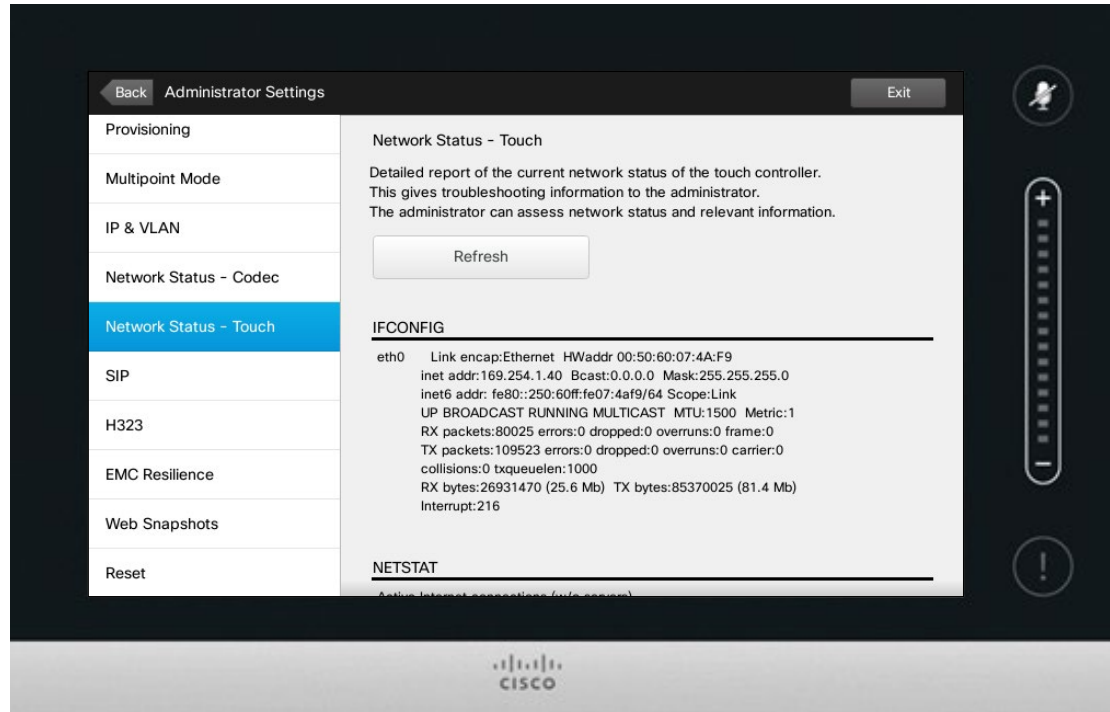 Back Administrator Settings Exit
Provisioning
Multipoint Mode
IP & VLAN
Network Status - Codec
Network Status - Touch
SIP
H323
EMC Resilience
Web Snapshots
Reset
Network Status - Touch
Detailed report of the current network status of the touch controller.
This gives troubleshooting information to the administrator.
The administrator can assess network status and relevant information.
Refresh
IFCONFIG
eth0 Link encap:Ethernet HWaddr 00:50:60:07:4A:F9
inet addr:169.254.1.40 Bcast:0.0.0.0 Mask:255.255.255.0
inet6 addr: fe80::250:60ff:fe07:4af9/64 Scope:Link
UP BROADCAST RUNNING MULTICAST MTU:1500 Metric:1
RX packets:80025 errors:0 dropped:0 overruns:0 frame:0
TX packets:109523 errors:0 dropped:0 overruns:0 carrier:0
collisions:0 txqueuelen:1000
RX bytes:26931470 (25.6 Mb) TX bytes:85370025 (81.4 Mb)
Interrupt:216
NETSTAT
Active Internet connections (w/o servers)
+
-
!
CISCO